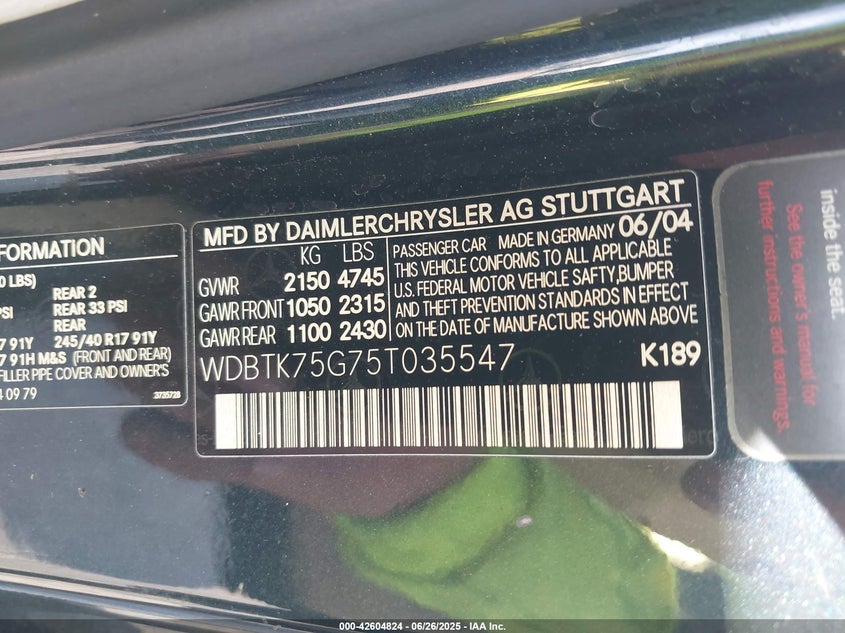 FORMATION
0 LBS)
REAR 2
PSI REAR 33 PSI
REAR
7 91Y 245/40 R17 91Y
7 91H M&S (FRONT AND REAR)
FILLER PIPE COVER AND OWNER'S
4 09 79
MFD BY DAIMLERCHRYSLER AG STUTTGART
KG LBS
GVWR 2150 4745
GAWR FRONT 1050 2315
GAWR REAR 1100 2430
PASSENGER CAR MADE IN GERMANY 06/04
THIS VEHICLE CONFORMS TO ALL APPLICABLE
U.S. FEDERAL MOTOR VEHICLE SAFTY,BUMPER
AND THEFT PREVENTION STANDARDS IN EFFECT
ON THE DATE OF MANUFACTURE SHOWN ABOVE
WDBTK75G75T035547 K189
inside the seat.
See the owner's manual for
further instructions and warnings.
000-42604824 - 06/26/2025 - IAA Inc.